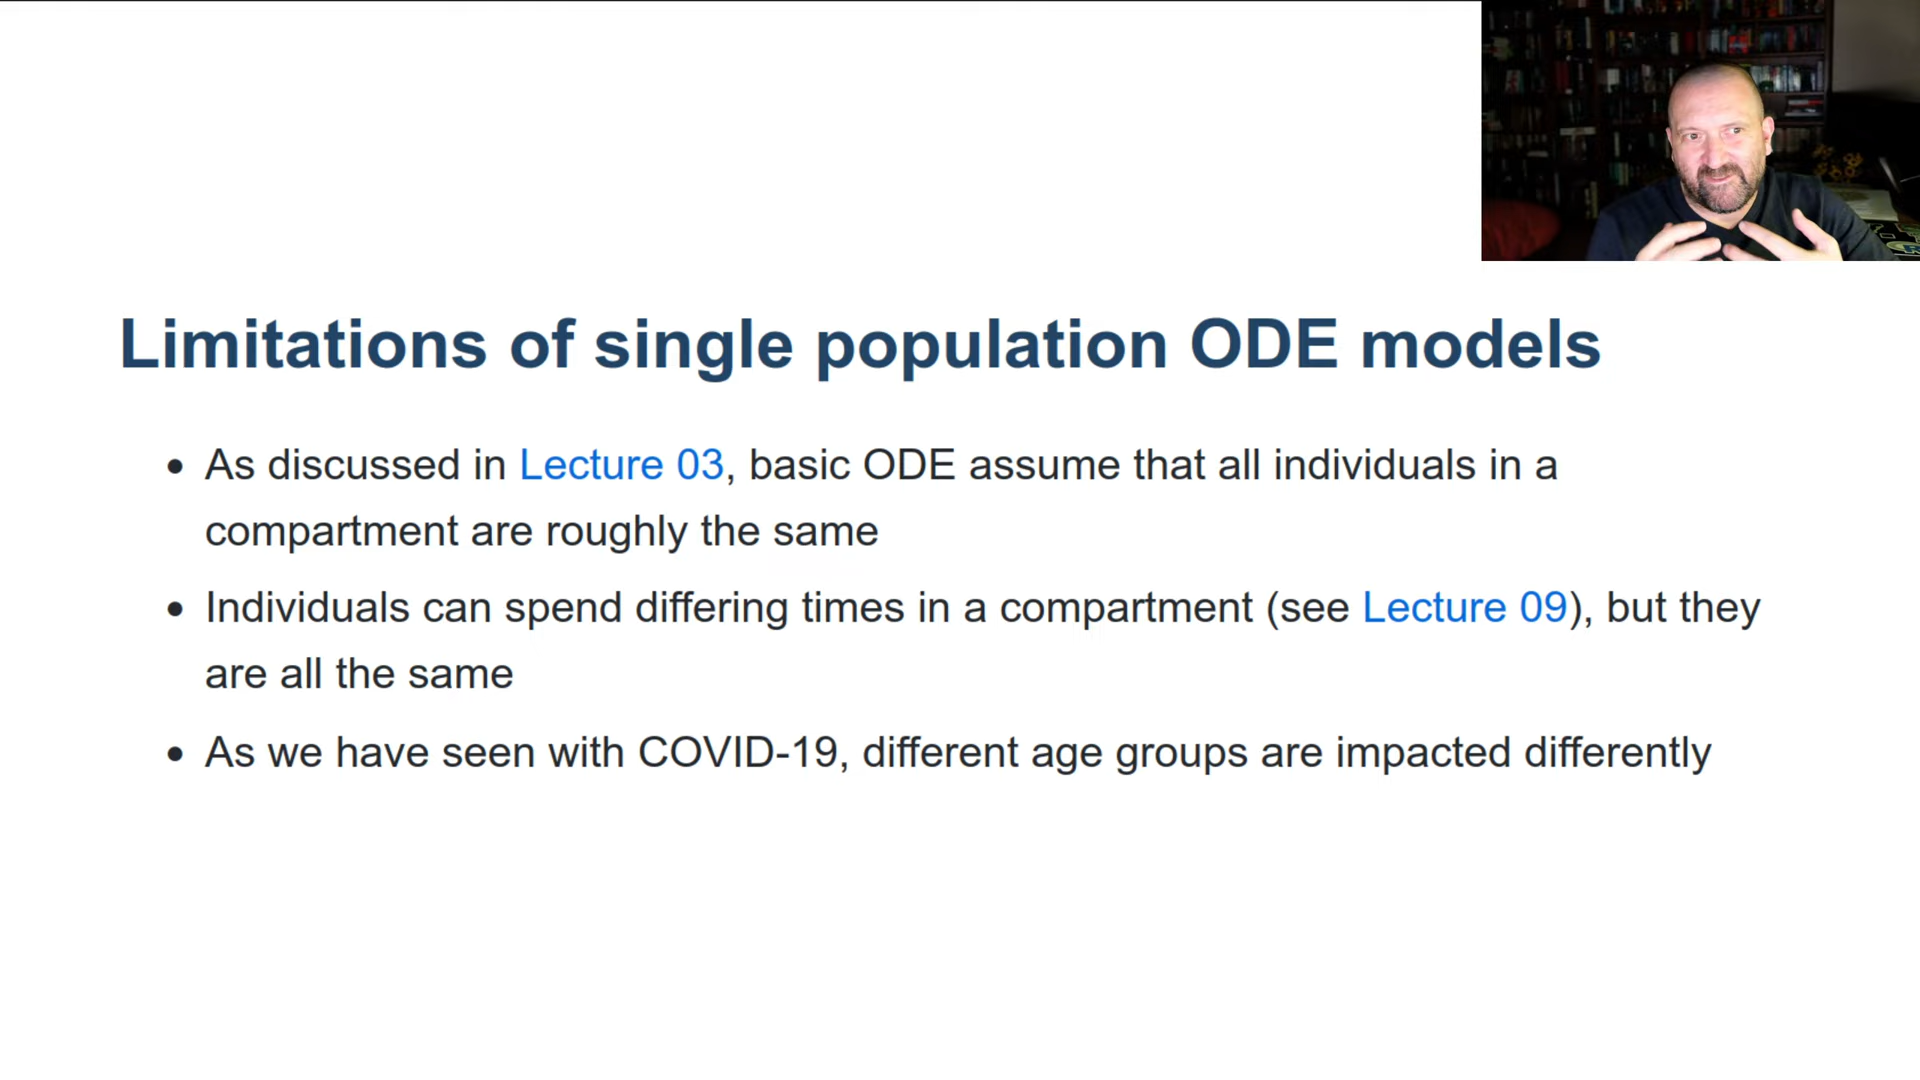 Limitations of single population ODE models
• As discussed in Lecture 03, basic ODE assume that all individuals in a
compartment are roughly the same
• Individuals can spend differing times in a compartment (see Lecture 09), but they
are all the same
• As we have seen with COVID-19, different age groups are impacted differently